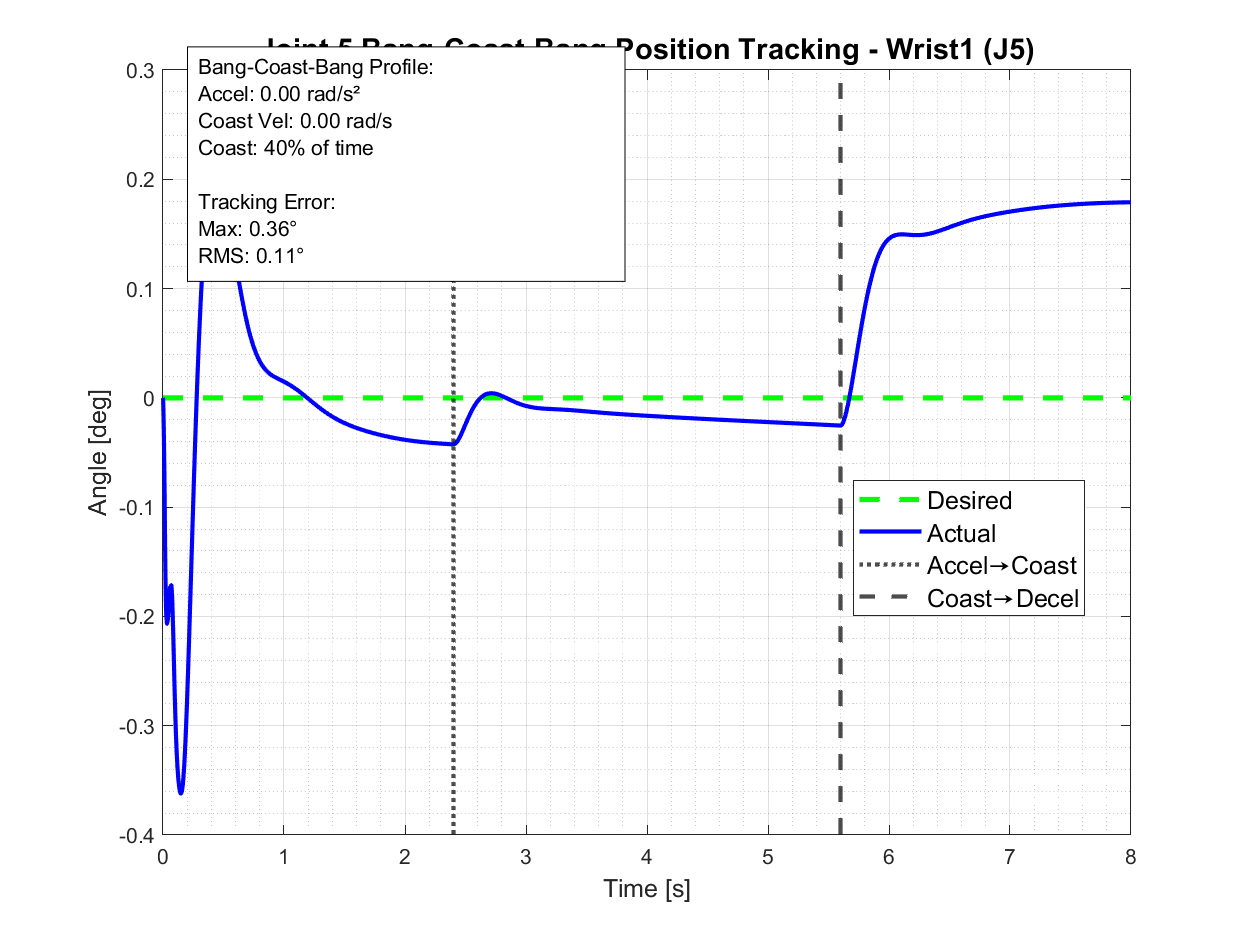 Joint 5 Bang-Coast-Bang Position Tracking - Wrist1 (J5)
Bang-Coast-Bang Profile:
Accel: 0.00 rad/s²
Coast Vel: 0.00 rad/s
Coast: 40% of time
Tracking Error:
Max: 0.36°
RMS: 0.11°
0.3
0.2
0.1
0
-0.1
-0.2
-0.3
-0.4
Angle [deg]
Desired
Actual
Accel→Coast
Coast→Decel
0 1 2 3 4 5 6 7 8
Time [s]